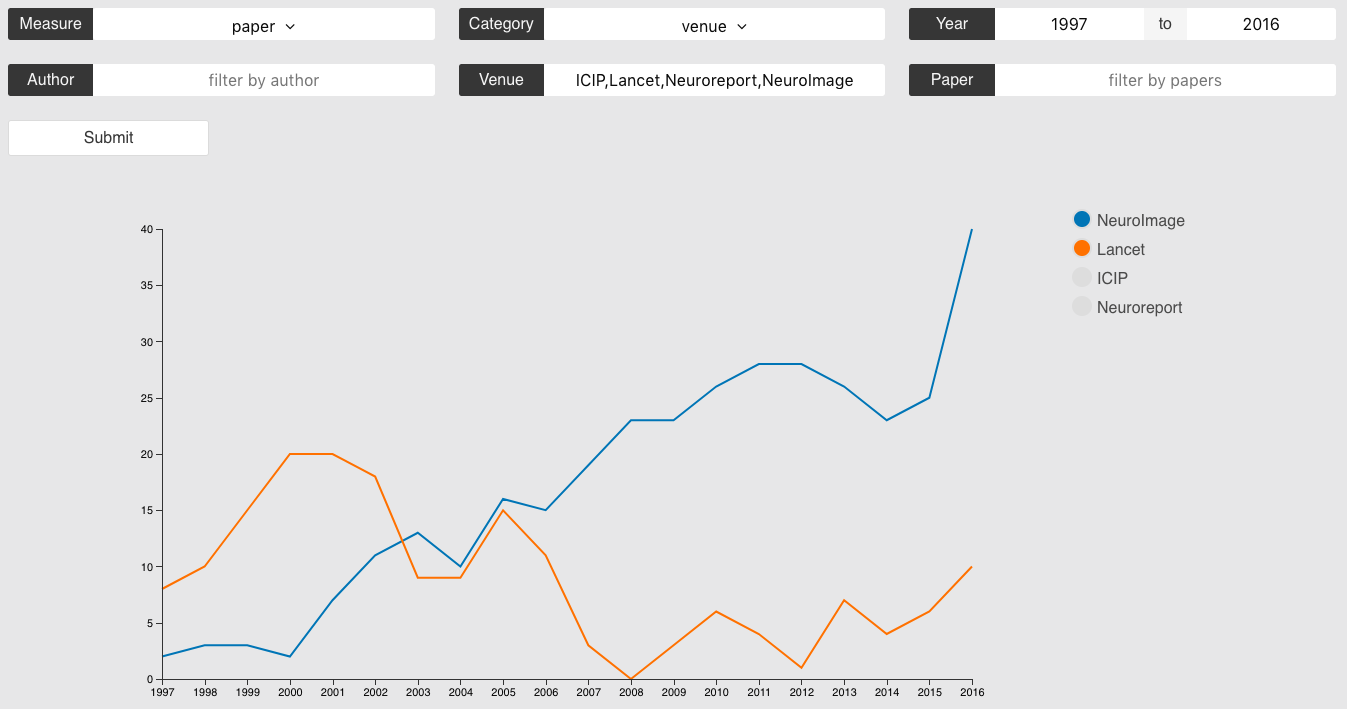 Measure paper Category venue Year 1997 to 2016
Author filter by author Venue ICIP,Lancet,Neuroreport,NeuroImage Paper filter by papers
Submit
NeuroImage
Lancet
ICIP
Neuroreport
40
35
30
25
20
15
10
5
0
1997 1998 1999 2000 2001 2002 2003 2004 2005 2006 2007 2008 2009 2010 2011 2012 2013 2014 2015 2016